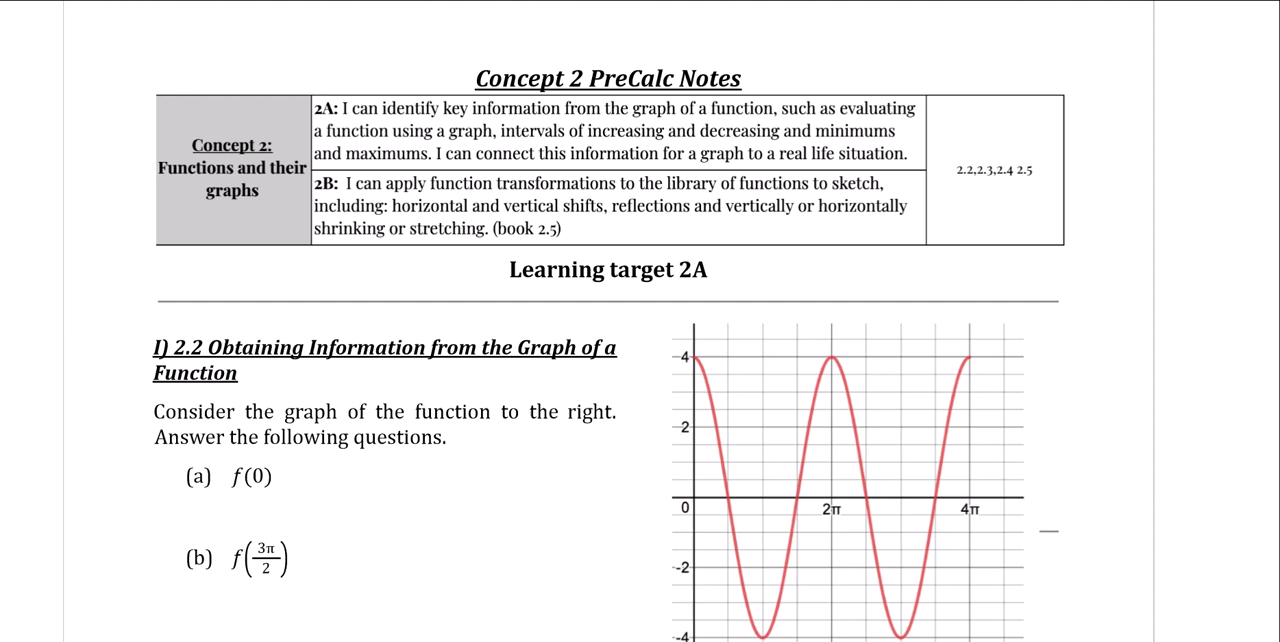 Concept 2 PreCalc Notes
Concept 2:
Functions and their
graphs
2A: I can identify key information from the graph of a function, such as evaluating
a function using a graph, intervals of increasing and decreasing and minimums
and maximums. I can connect this information for a graph to a real life situation.
2B: I can apply function transformations to the library of functions to sketch,
including: horizontal and vertical shifts, reflections and vertically or horizontally
shrinking or stretching. (book 2.5)
2.2,2.3,2.4 2.5
Learning target 2A
I) 2.2 Obtaining Information from the Graph of a
Function
Consider the graph of the function to the right.
Answer the following questions.
(a) f(0)
(b) f(3π/2)
4
2
0 2π 4π
-2
-4